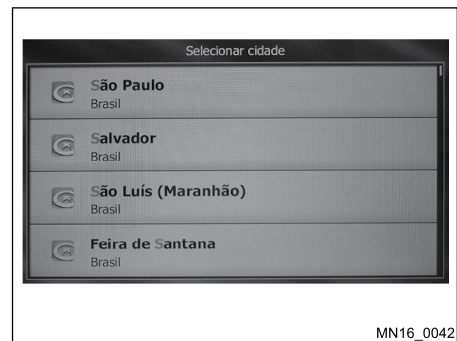 Selecionar cidade
São Paulo
Brasil
Salvador
Brasil
São Luís (Maranhão)
Brasil
Feira de Santana
Brasil
MN16_0042